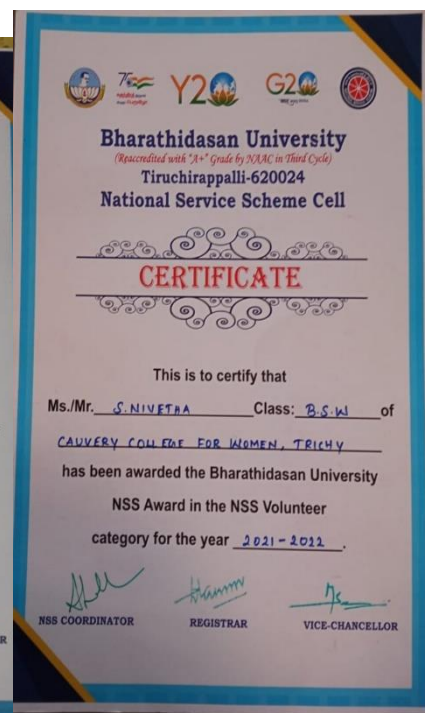 Y20
G20
Bharathidasan University
(Reaccredited with "A+" Grade by NAAC in Third Cycle)
Tiruchirappalli-620024
National Service Scheme Cell
CERTIFICATE
This is to certify that
Ms./Mr. S.NIVETHA Class: B.S.W of
CAUVERY COLLEGE FOR WOMEN, TRICHY
has been awarded the Bharathidasan University
NSS Award in the NSS Volunteer
category for the year 2021-2022.
NSS COORDINATOR REGISTRAR VICE-CHANCELLOR
R